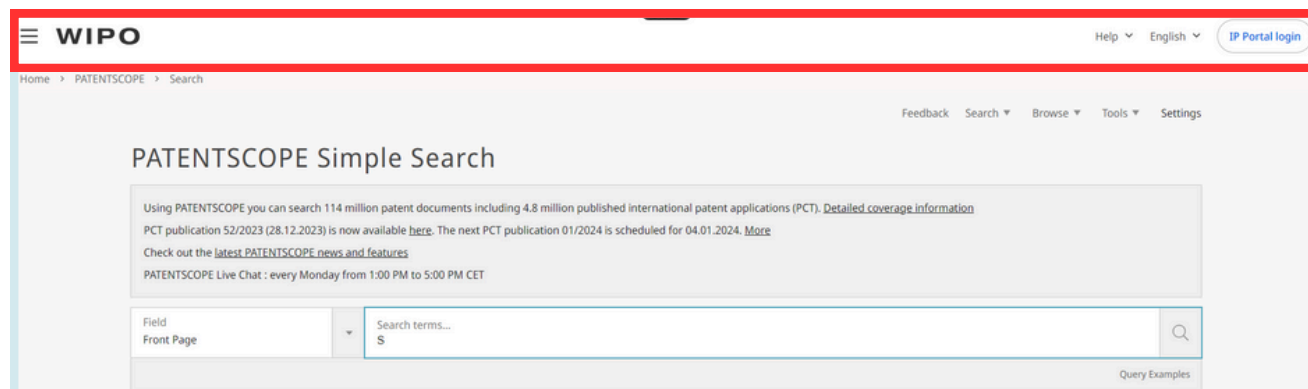 WIPO
Help English IP Portal login
Home > PATENTSCOPE > Search
Feedback Search Browse Tools Settings
PATENTSCOPE Simple Search
Using PATENTSCOPE you can search 114 million patent documents including 4.8 million published international patent applications (PCT). Detailed coverage information
PCT publication 52/2023 (28.12.2023) is now available here. The next PCT publication 01/2024 is scheduled for 04.01.2024. More
Check out the latest PATENTSCOPE news and features
PATENTSCOPE Live Chat : every Monday from 1:00 PM to 5:00 PM CET
Field
Front Page
Search terms...
S
Query Examples